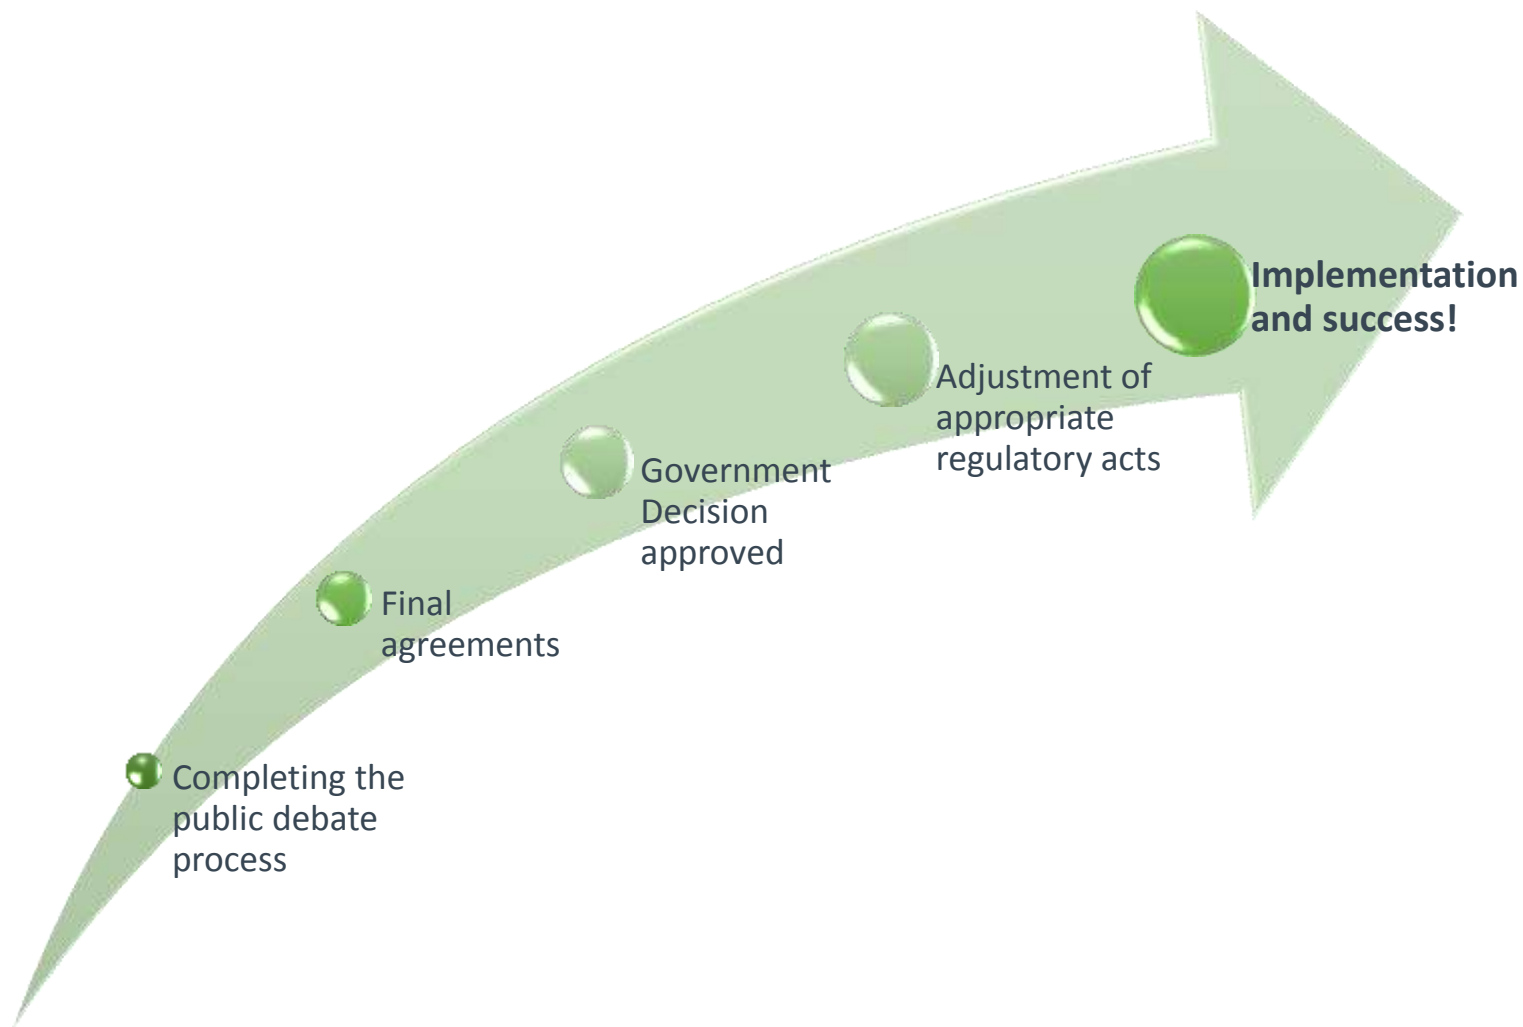 Completing the
public debate
process
Final
agreements
Government
Decision
approved
Adjustment of
appropriate
regulatory acts
Implementation
and success!